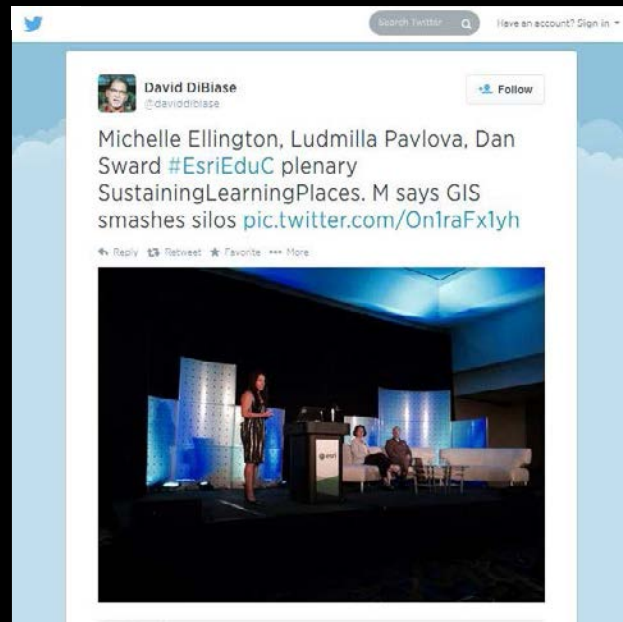 Search Twitter
Have an account? Sign in
David DiBiase
@daviddibiase
Follow
Michelle Ellington, Ludmilla Pavlova, Dan
Sward #EsriEduC plenary
SustainingLearningPlaces. M says GIS
smashes silos pic.twitter.com/On1raFx1yh
Reply Retweet Favorite More
esri